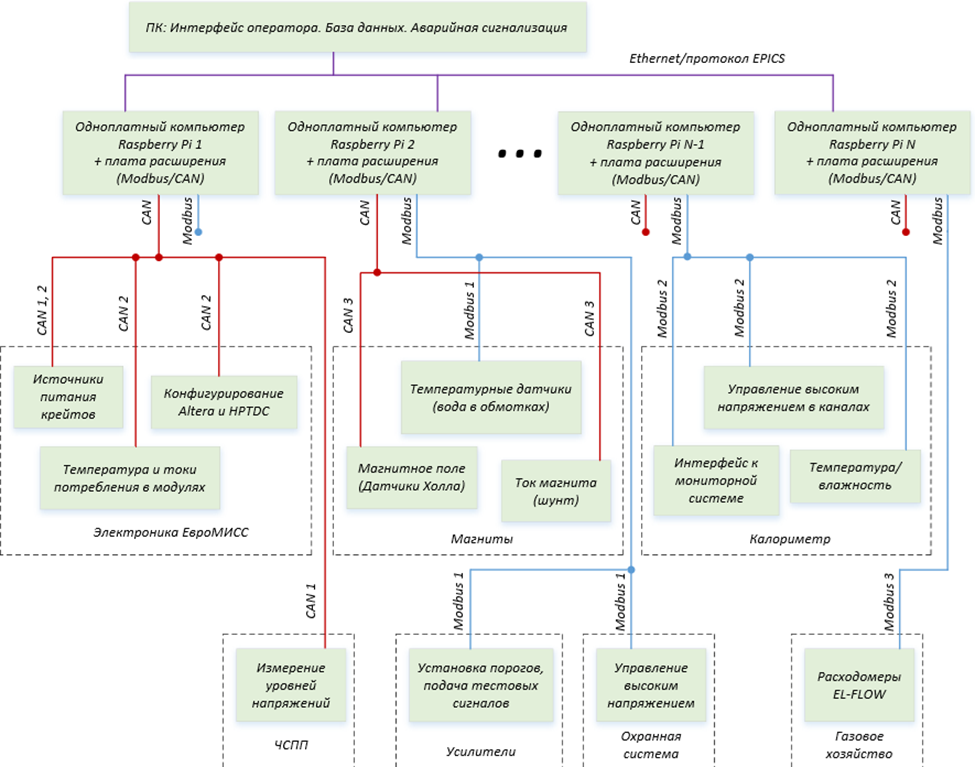 ПК: Интерфейс оператора. База данных. Аварийная сигнализация
Ethernet/протокол EPICS
Одноплатный компьютер
Raspberry Pi 1
+ плата расширения
(Modbus/CAN)
Одноплатный компьютер
Raspberry Pi 2
+ плата расширения
(Modbus/CAN)
Одноплатный компьютер
Raspberry Pi N-1
+ плата расширения
(Modbus/CAN)
Одноплатный компьютер
Raspberry Pi N
+ плата расширения
(Modbus/CAN)
CAN
Modbus
CAN
Modbus
CAN
Modbus
CAN
Modbus
CAN 1, 2
CAN 2
CAN 2
CAN 3
Modbus 1
CAN 3
Modbus 2
Modbus 2
Modbus 2
Источники
питания
крейтов
Конфигурирование
Altera и HPTDC
Температура и токи
потребления в модулях
Электроника ЕвроМИСС
Температурные датчики
(вода в обмотках)
Магнитное поле
(Датчики Холла)
Ток магнита
(шунт)
Магниты
Управление высоким
напряжением в каналах
Интерфейс к
мониторной
системе
Температура/
влажность
Калориметр
CAN 1
Modbus 1
Modbus 1
Modbus 3
Измерение
уровней
напряжений
ЧСПП
Установка порогов,
подача тестовых
сигналов
Усилители
Управление
высоким
напряжением
Охранная
система
Расходомеры
EL-FLOW
Газовое
хозяйство